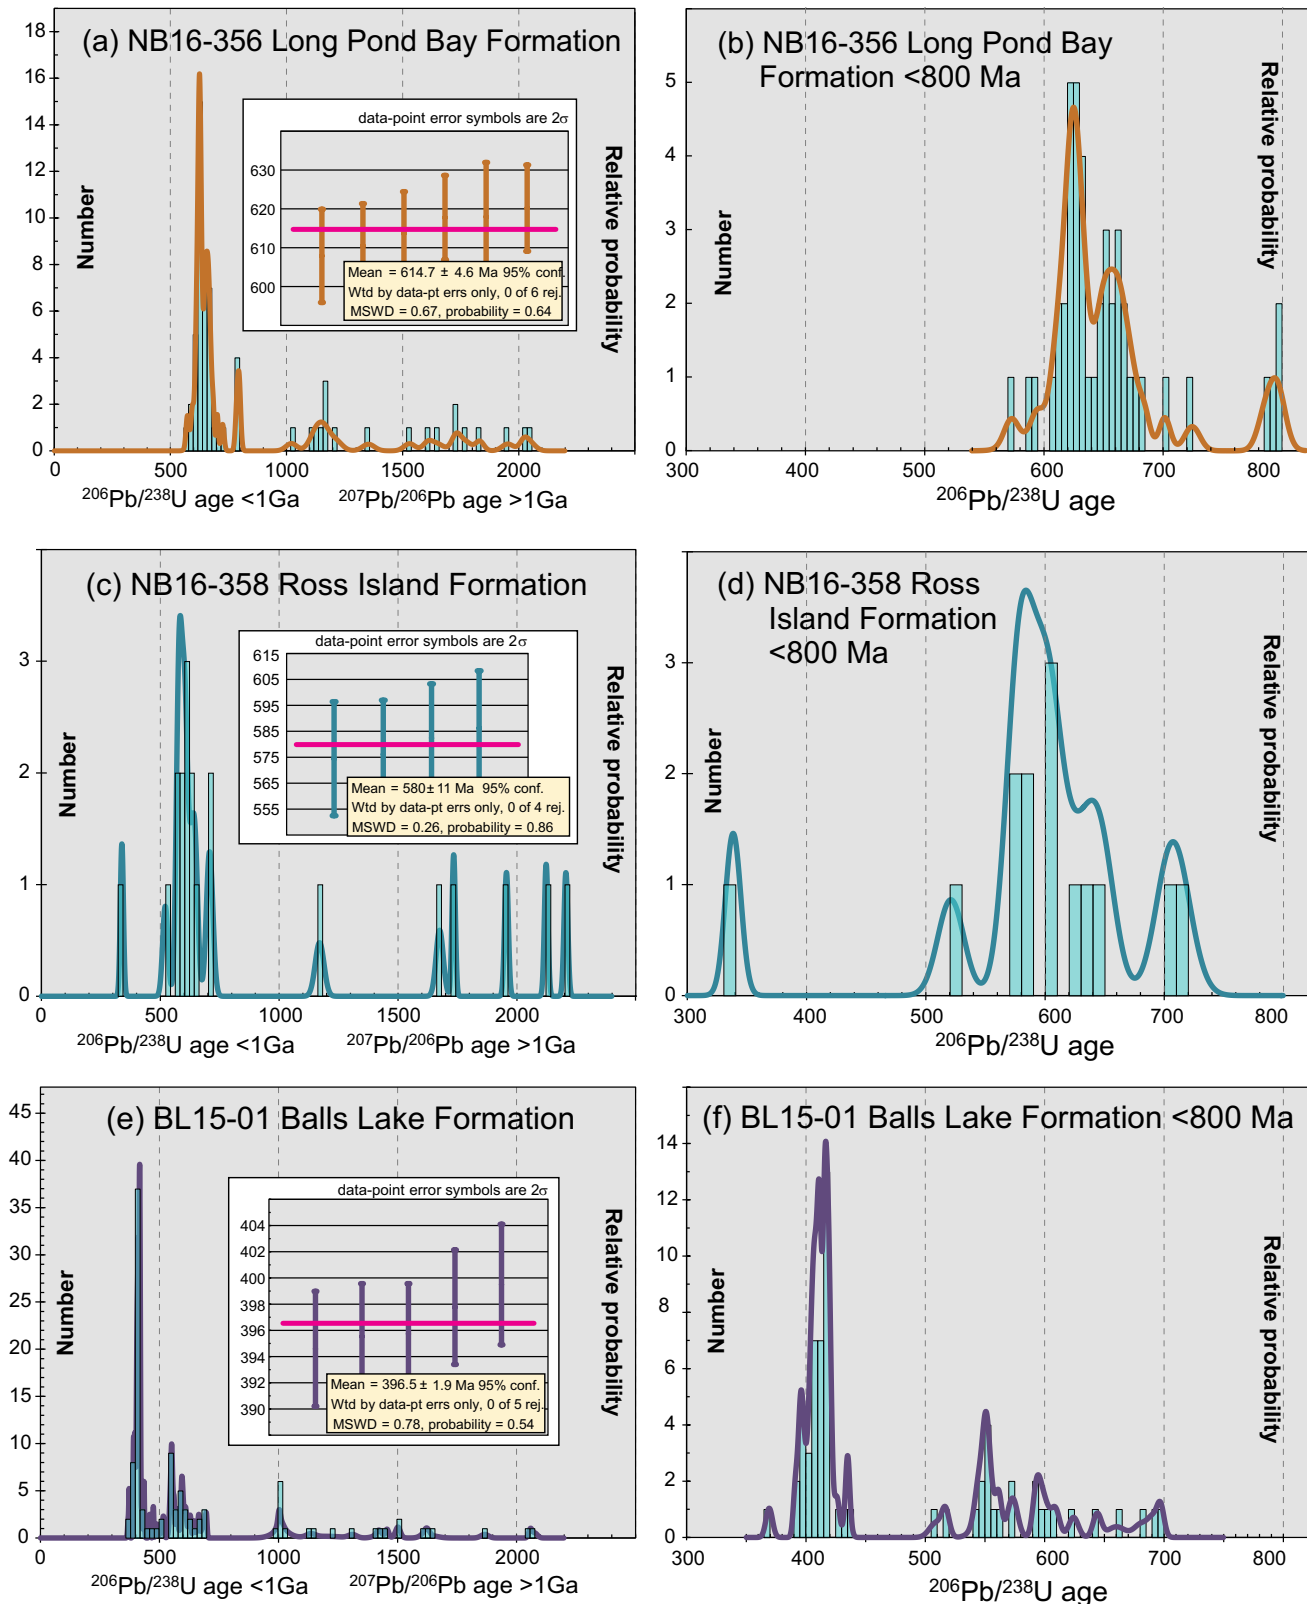 (a) NB16-356 Long Pond Bay Formation
18
16
14
12
10
8
6
4
2
0
Number
Relative probability
data-point error symbols are 2σ
630
620
610
600
Mean = 614.7 ± 4.6 Ma 95% conf.
Wtd by data-pt errs only, 0 of 6 rej.
MSWD = 0.67, probability = 0.64
0 500 1000 1500 2000
206Pb/238U age <1Ga 207Pb/206Pb age >1Ga
(b) NB16-356 Long Pond Bay
Formation <800 Ma
5
4
3
2
1
0
Number
Relative probability
300 400 600 700 800
206Pb/238U age
(c) NB16-358 Ross Island Formation
3
2
1
0
Number
Relative probability
data-point error symbols are 2σ
615
605
595
585
575
565
555
Mean = 580± 11 Ma 95% conf.
Wtd by data-pt errs only, 0 of 4 rej.
MSWD = 0.26, probability = 0.86
0 500 1000 1500 2000
206Pb/238U age <1Ga 207Pb/206Pb age >1Ga
(d) NB16-358 Ross
Island Formation
<800 Ma
3
2
1
0
Number
Relative probability
300 400 500 600 700 800
206Pb/238U age
(e) BL15-01 Balls Lake Formation
45
40
35
30
25
20
15
10
5
0
Number
Relative probability
data-point error symbols are 2σ
404
402
400
398
396
394
392
390
Mean = 396.5 ± 1.9 Ma 95% conf.
Wtd by data-pt errs only, 0 of 5 rej.
MSWD = 0.78, probability = 0.54
0 500 1000 1500 2000
206Pb/238U age <1Ga 207Pb/206Pb age >1Ga
(f) BL15-01 Balls Lake Formation <800 Ma
14
12
10
8
6
4
2
0
Number
Relative probability
300 400 500 600 700 800
206Pb/238U age